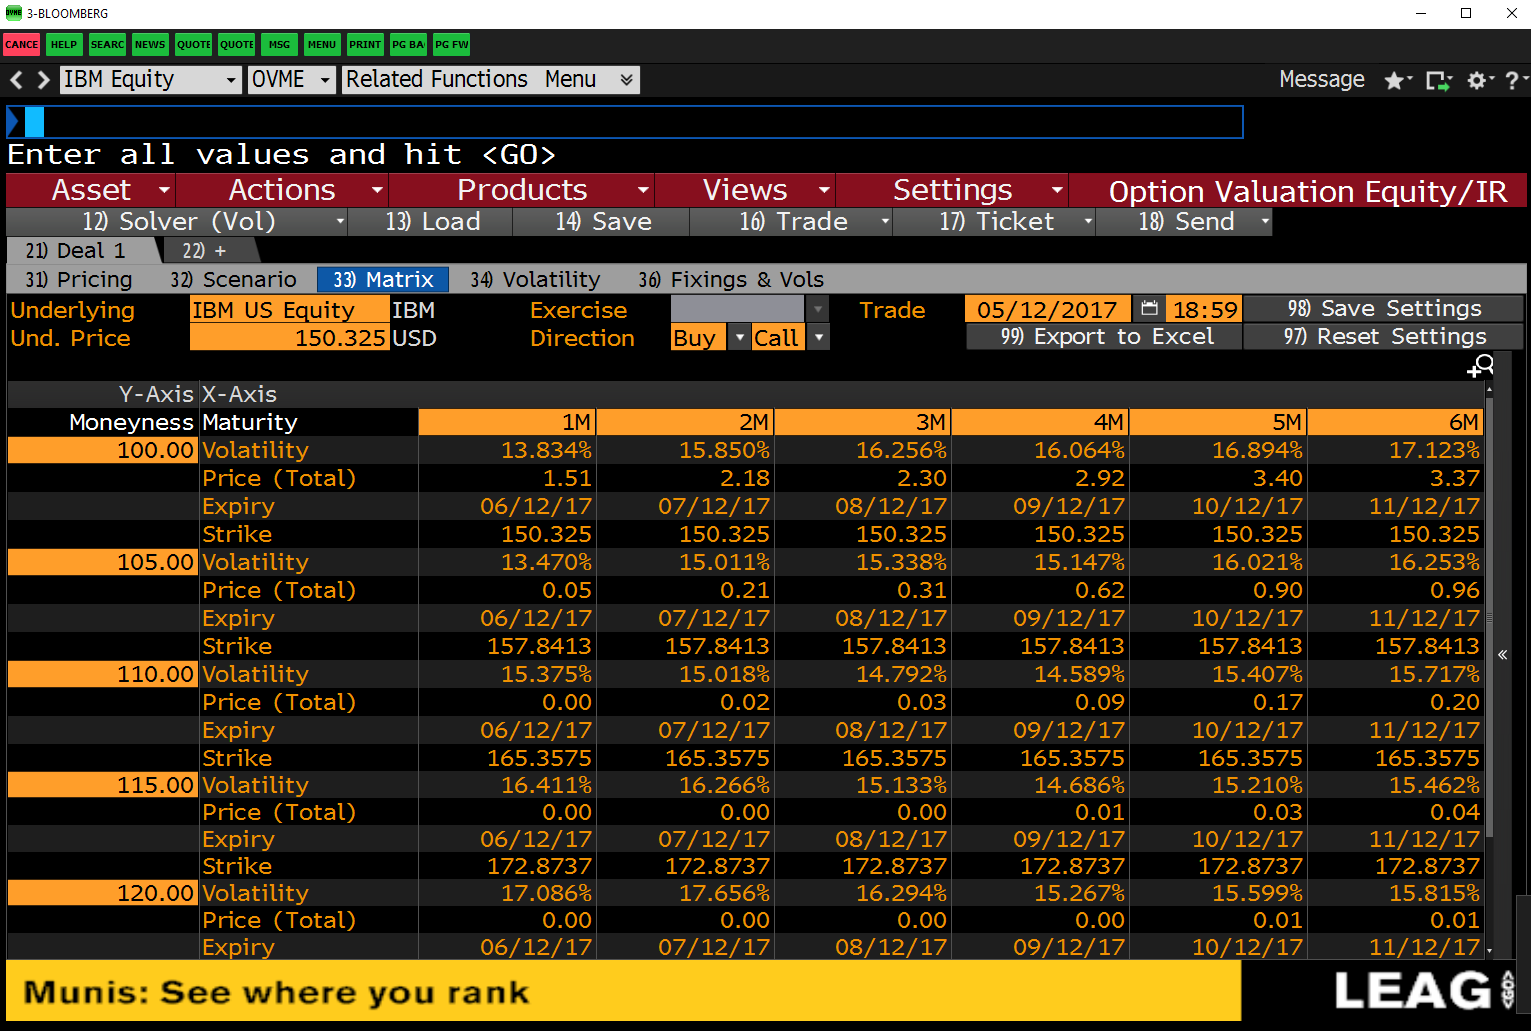 3-BLOOMBERG
CANCE HELP SEARC NEWS QUOTE QUOTE MSG MENU PRINT PG BA PG FW
IBM Equity OVME Related Functions Menu Message ?
Enter all values and hit <GO>
Asset Actions Products Views Settings Option Valuation Equity/IR
12) Solver (Vol) 13) Load 14) Save 16) Trade 17) Ticket 18) Send
21) Deal 1 22) +
31) Pricing 32) Scenario 33) Matrix 34) Volatility 36) Fixings & Vols
Underlying IBM US Equity IBM Exercise Trade 05/12/2017 18:59 98) Save Settings
Und. Price 150.325 USD Direction Buy Call 99) Export to Excel 97) Reset Settings
Y-Axis X-Axis
Moneyness Maturity 1M 2M 3M 4M 5M 6M
100.00 Volatility 13.834% 15.850% 16.256% 16.064% 16.894% 17.123%
Price (Total) 1.51 2.18 2.30 2.92 3.40 3.37
Expiry 06/12/17 07/12/17 08/12/17 09/12/17 10/12/17 11/12/17
Strike 150.325 150.325 150.325 150.325 150.325 150.325
105.00 Volatility 13.470% 15.011% 15.338% 15.147% 16.021% 16.253%
Price (Total) 0.05 0.21 0.31 0.62 0.90 0.96
Expiry 06/12/17 07/12/17 08/12/17 09/12/17 10/12/17 11/12/17
Strike 157.8413 157.8413 157.8413 157.8413 157.8413 157.8413
110.00 Volatility 15.375% 15.018% 14.792% 14.589% 15.407% 15.717%
Price (Total) 0.00 0.02 0.03 0.09 0.17 0.20
Expiry 06/12/17 07/12/17 08/12/17 09/12/17 10/12/17 11/12/17
Strike 165.3575 165.3575 165.3575 165.3575 165.3575 165.3575
115.00 Volatility 16.411% 16.266% 15.133% 14.686% 15.210% 15.462%
Price (Total) 0.00 0.00 0.00 0.01 0.03 0.04
Expiry 06/12/17 07/12/17 08/12/17 09/12/17 10/12/17 11/12/17
Strike 172.8737 172.8737 172.8737 172.8737 172.8737 172.8737
120.00 Volatility 17.086% 17.656% 16.294% 15.267% 15.599% 15.815%
Price (Total) 0.00 0.00 0.00 0.00 0.01 0.01
Expiry 06/12/17 07/12/17 08/12/17 09/12/17 10/12/17 11/12/17
Munis: See where you rank LEAG <GO>